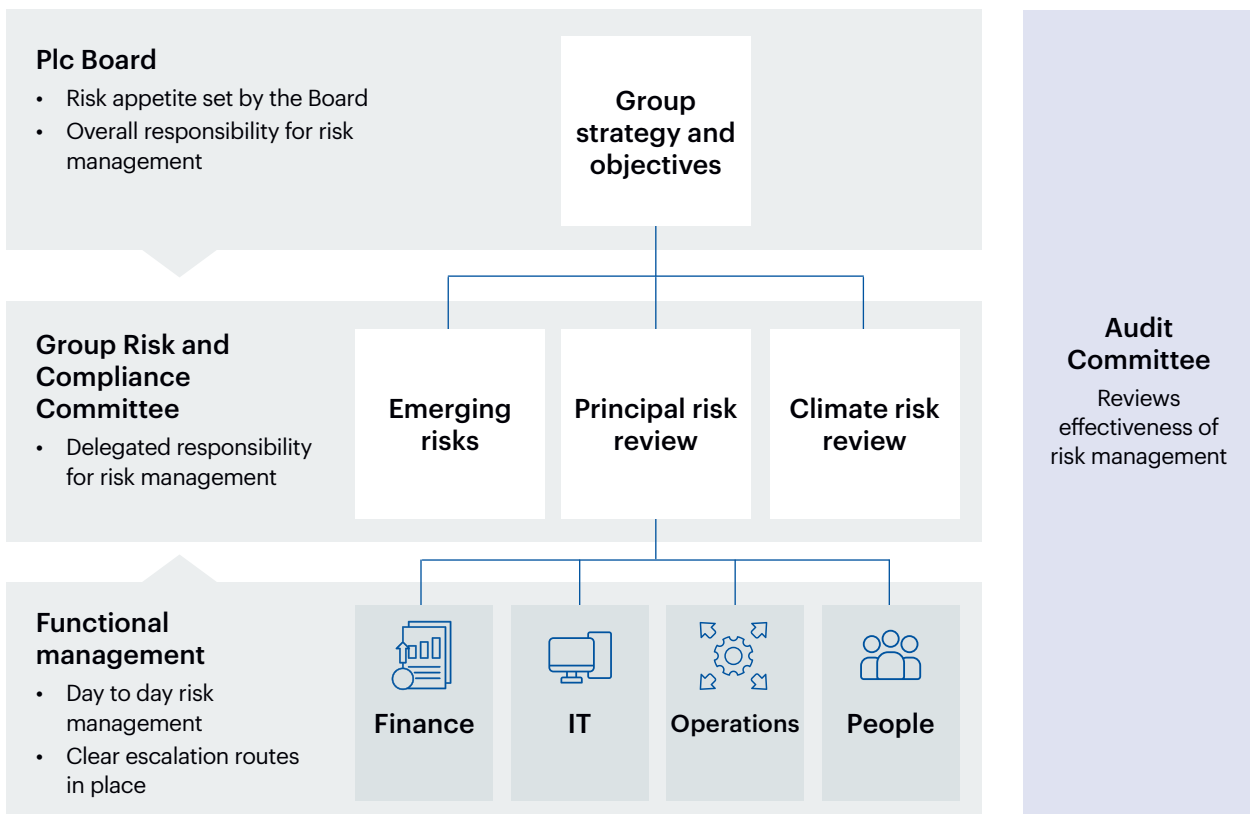 Plc Board
• Risk appetite set by the Board
• Overall responsibility for risk
management
Group
strategy and
objectives
Group Risk and
Compliance
Committee
• Delegated responsibility
for risk management
Emerging
risks
Principal risk
review
Climate risk
review
Functional
management
• Day to day risk
management
• Clear escalation routes
in place
Finance
IT
Operations
People
Audit
Committee
Reviews
effectiveness of
risk management